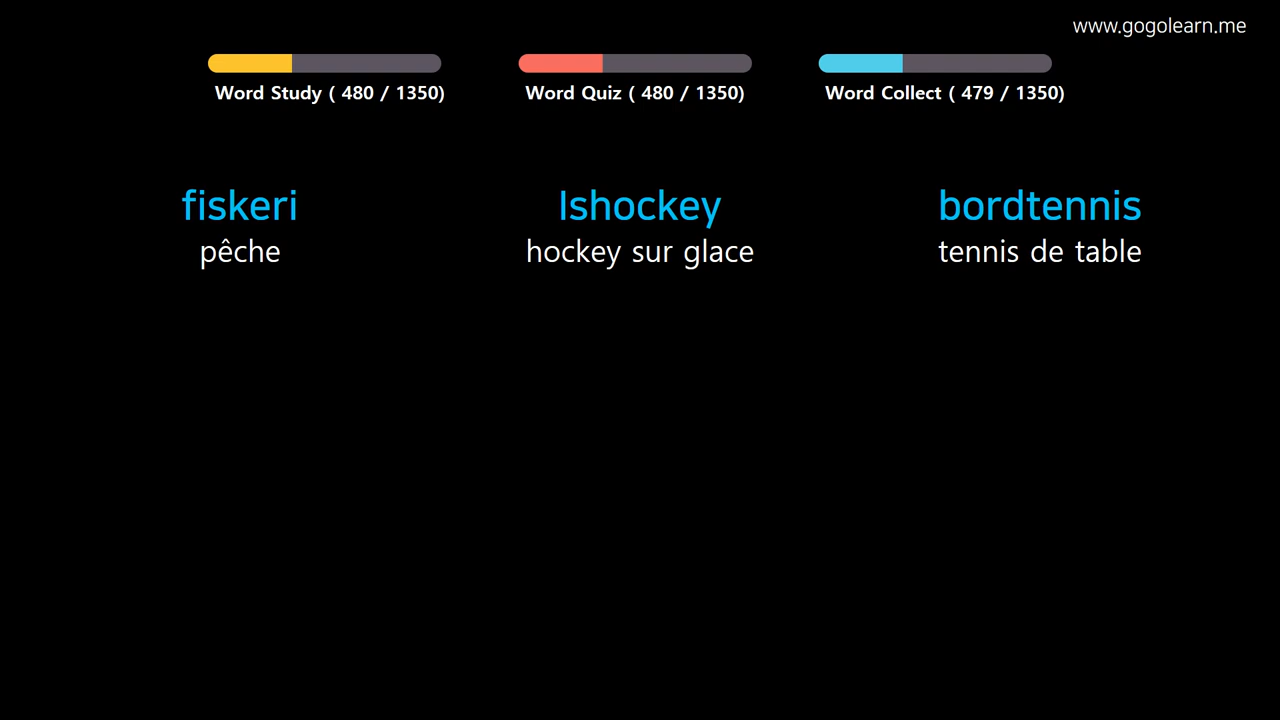 www.gogolearn.me
Word Study ( 480 / 1350)
Word Quiz ( 480 / 1350)
Word Collect ( 479 / 1350)
fiskeri
pêche
Ishockey
hockey sur glace
bordtennis
tennis de table